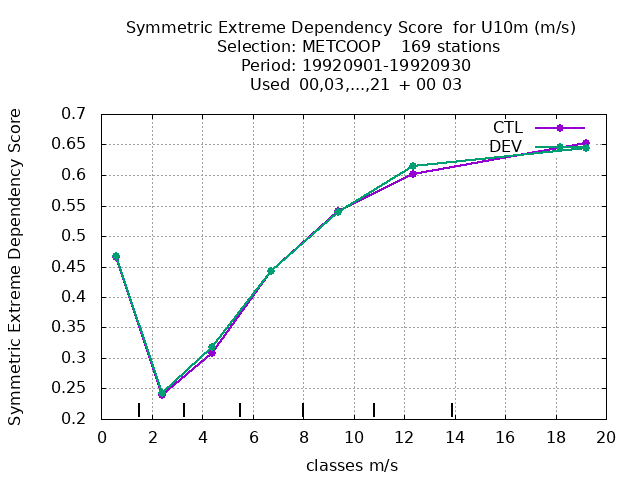 Symmetric Extreme Dependency Score  for U10m (m/s)
Selection: METCOOP    169 stations
Period: 19920901-19920930
Used  00,03,...,21  + 00 03
Symmetric Extreme Dependency Score
0.7
0.65
0.6
0.55
0.5
0.45
0.4
0.35
0.3
0.25
0.2
CTL
DEV
0 2 4 6 8 10 12 14 16 18 20
classes m/s